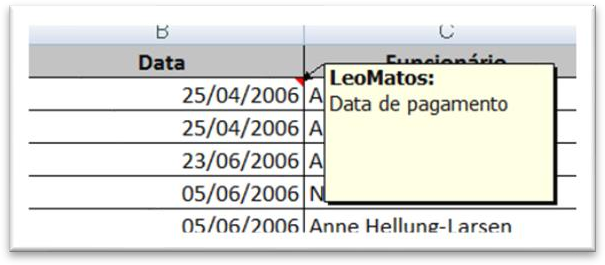 B C
Data Funcionário
25/04/2006 A
LeoMatos:
Data de pagamento
25/04/2006 A
23/06/2006 A
05/06/2006 N
05/06/2006 Anne Hellung-Larsen